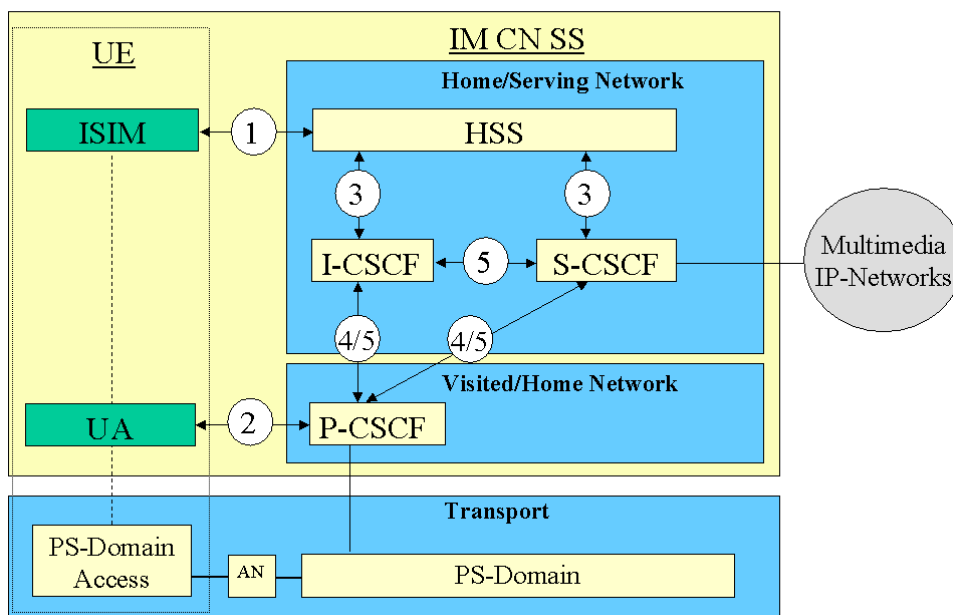 UE
IM CN SS
Home/Serving Network
ISIM
1
HSS
3
3
I-CSCF
5
S-CSCF
Multimedia
IP-Networks
4/5
4/5
Visited/Home Network
UA
2
P-CSCF
Transport
PS-Domain
Access
AN
PS-Domain